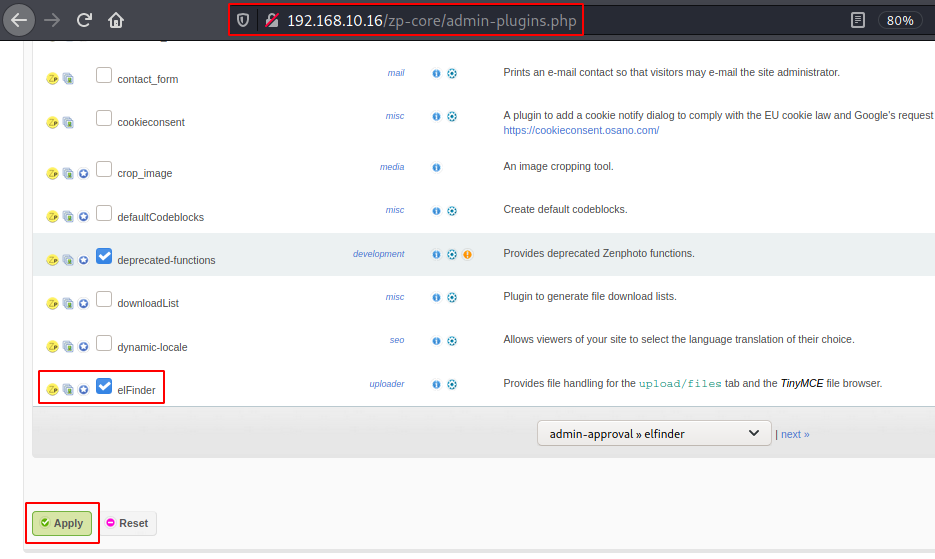 192.168.10.16/zp-core/admin-plugins.php
80%
contact_form mail Prints an e-mail contact so that visitors may e-mail the site administrator.
cookieconsent misc A plugin to add a cookie notify dialog to comply with the EU cookie law and Google's request
https://cookieconsent.osano.com/
crop_image media An image cropping tool.
defaultCodeblocks misc Create default codeblocks.
deprecated-functions development Provides deprecated Zenphoto functions.
downloadList misc Plugin to generate file download lists.
dynamic-locale seo Allows viewers of your site to select the language translation of their choice.
elFinder uploader Provides file handling for the upload/files tab and the TinyMCE file browser.
admin-approval » elfinder | next »
Apply Reset